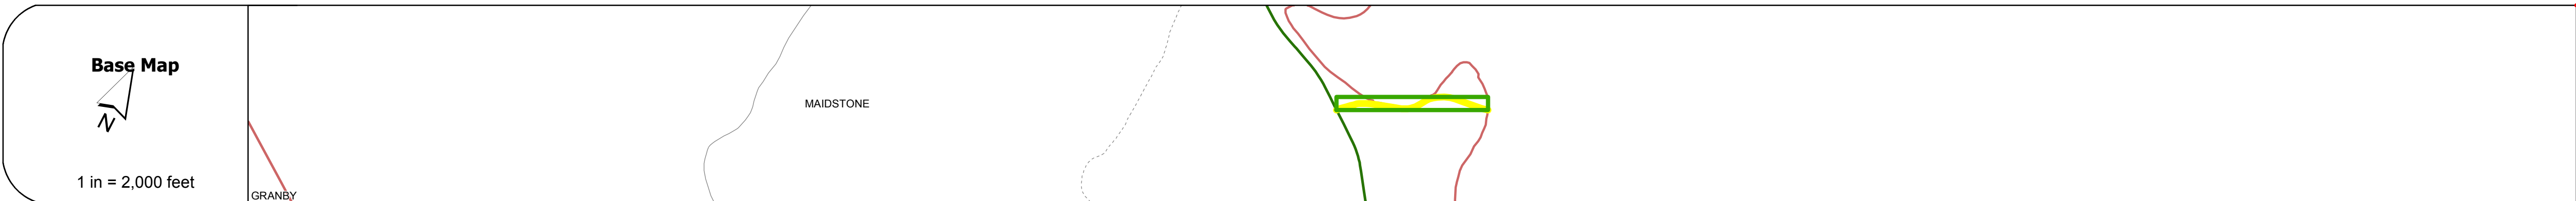 Base Map
N
1 in = 2,000 feet
GRANBY
MAIDSTONE